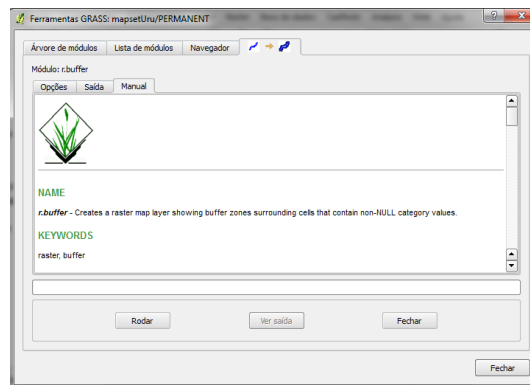 Ferramentas GRASS: mapsetUru/PERMANENT
Árvore de módulos Lista de módulos Navegador
Módulo: r.buffer
Opções Saída Manual
NAME
r.buffer - Creates a raster map layer showing buffer zones surrounding cells that contain non-NULL category values.
KEYWORDS
raster, buffer
Rodar Ver saída Fechar
Fechar